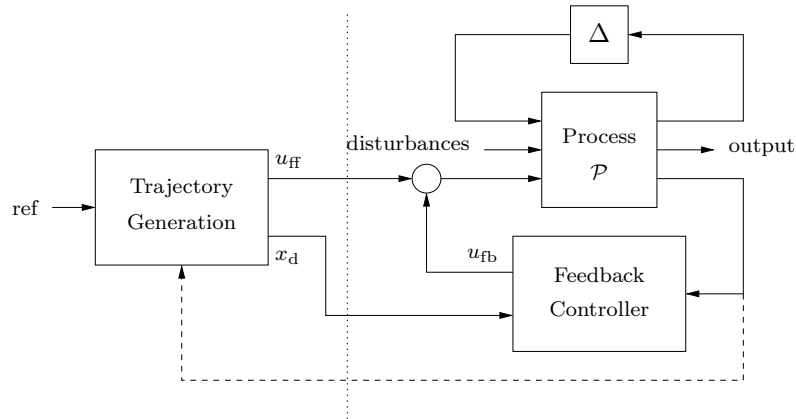 Δ
disturbances
Process
P
output
ref
Trajectory
Generation
u_ff
x_d
u_fb
Feedback
Controller